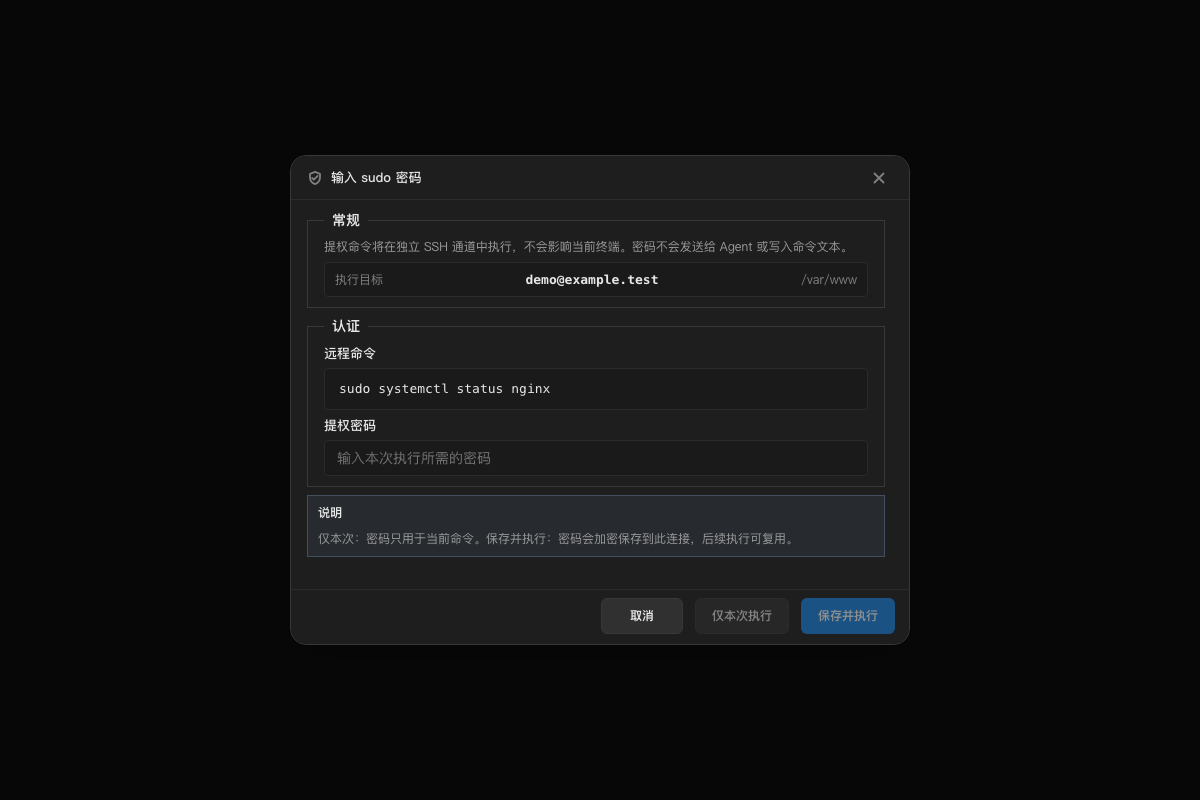 输入 sudo 密码
常规
提权命令将在独立 SSH 通道中执行，不会影响当前终端。密码不会发送给 Agent 或写入命令文本。
执行目标 demo@example.test /var/www
认证
远程命令
sudo systemctl status nginx
提权密码
输入本次执行所需的密码
说明
仅本次：密码只用于当前命令。保存并执行：密码会加密保存到此连接，后续执行可复用。
取消 仅本次执行 保存并执行